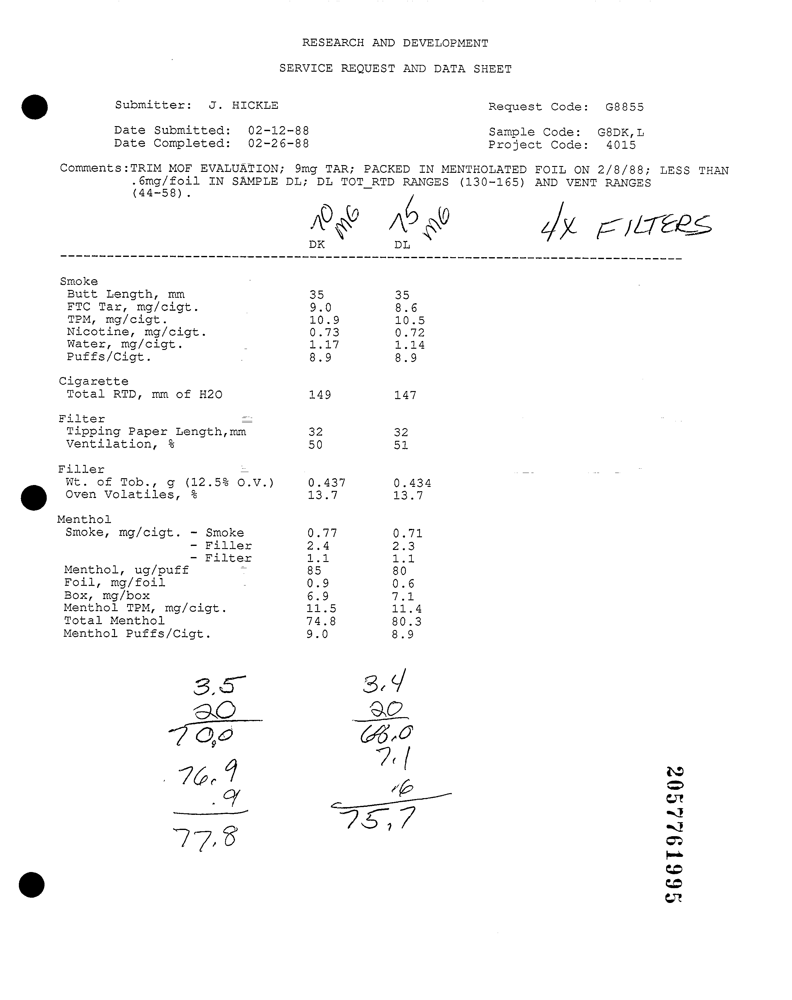 RESEARCH AND DEVELOPMENT
SERVICE REQUEST AND DATA SHEET
Submitter: J. HICKLE Request Code: G8855
Date Submitted: 02-12-88 Sample Code: G8DK,L
Date Completed: 02-26-88 Project Code: 4015
Comments:TRIM MOF EVALUATION; 9mg TAR; PACKED IN MENTHOLATED FOIL ON 2/8/88; LESS THAN
.6mg/foil IN SAMPLE DL; DL TOT_RTD RANGES (130-165) AND VENT RANGES
(44-58).
70 MG 75 MG 4X FILTERS
DK DL
Smoke
Butt Length, mm 35 35
FTC Tar, mg/cigt. 9.0 8.6
TPM, mg/cigt. 10.9 10.5
Nicotine, mg/cigt. 0.73 0.72
Water, mg/cigt. 1.17 1.14
Puffs/Cigt. 8.9 8.9
Cigarette
Total RTD, mm of H2O 149 147
Filter
Tipping Paper Length,mm 32 32
Ventilation, % 50 51
Filler
Wt. of Tob., g (12.5% O.V.) 0.437 0.434
Oven Volatiles, % 13.7 13.7
Menthol
Smoke, mg/cigt. - Smoke 0.77 0.71
- Filler 2.4 2.3
- Filter 1.1 1.1
Menthol, ug/puff 85 80
Foil, mg/foil 0.9 0.6
Box, mg/box 6.9 7.1
Menthol TPM, mg/cigt. 11.5 11.4
Total Menthol 74.8 80.3
Menthol Puffs/Cigt. 9.0 8.9
3.5 3.4
20 20
70.0 68.0
7.1
76.9 .6
.9 75.7
77.8
2057761995